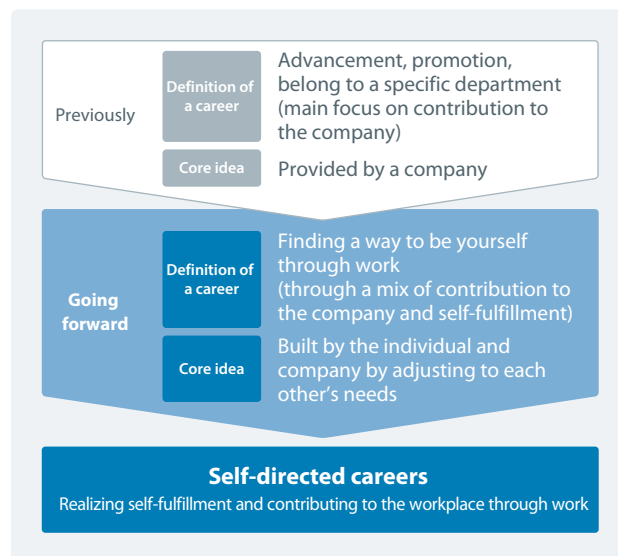 Previously
Definition of
a career
Advancement, promotion,
belong to a specific department
(main focus on contribution to
the company)
Core idea
Provided by a company
Going
forward
Definition of
a career
Finding a way to be yourself
through work
(through a mix of contribution to
the company and self-fulfillment)
Core idea
Built by the individual and
company by adjusting to each
other’s needs
Self-directed careers
Realizing self-fulfillment and contributing to the workplace through work